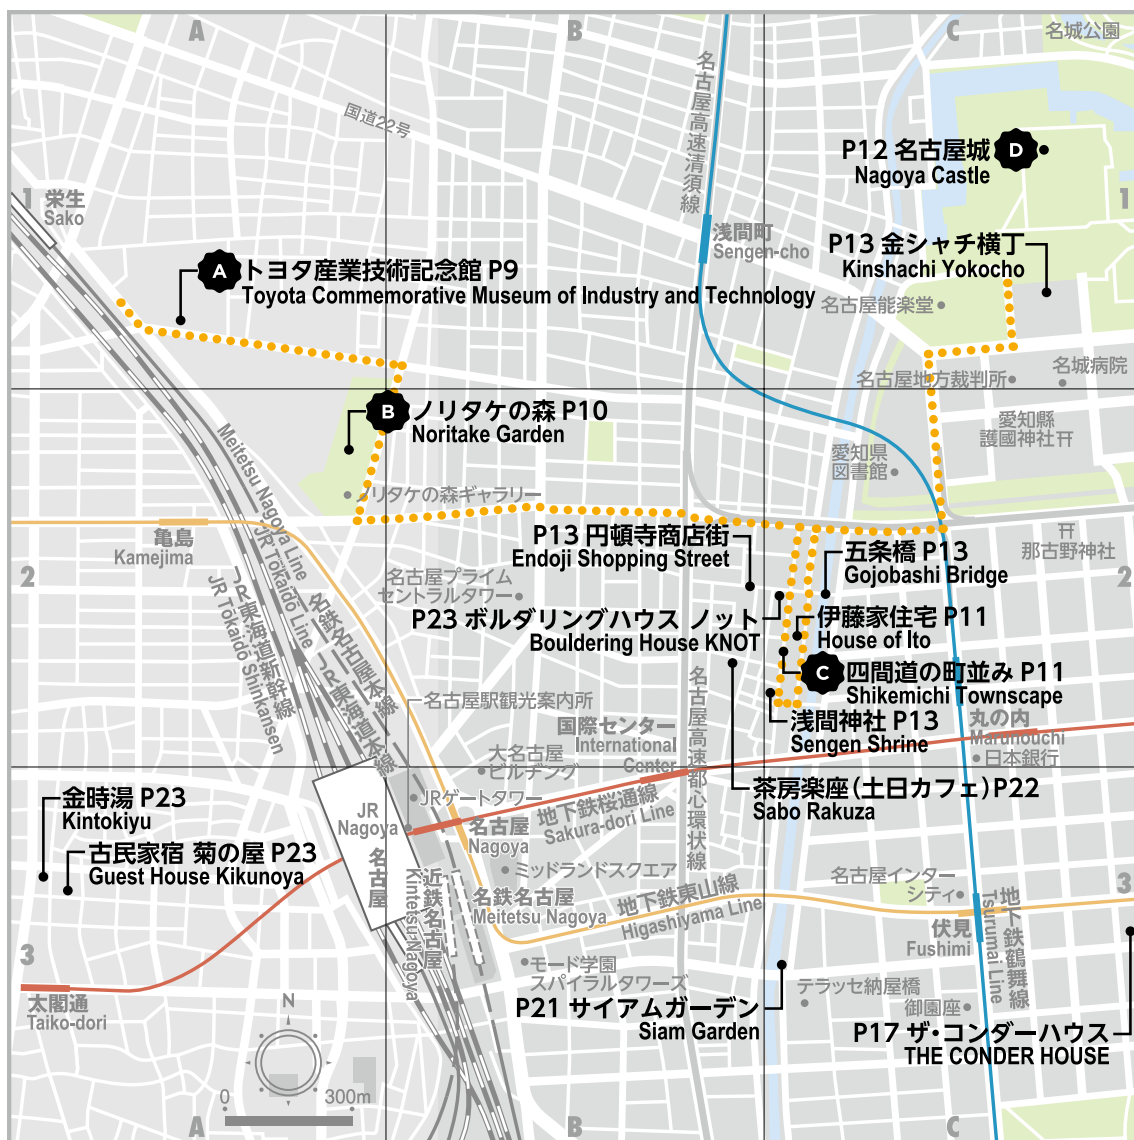 A
B
C
名城公園
国道22号
名古屋高速清須線
P12 名古屋城
Nagoya Castle
D
1
栄生
Sako
1
浅間町
Sengen-cho
P13 金シャチ横丁
Kinshachi Yokocho
A
トヨタ産業技術記念館 P9
Toyota Commemorative Museum of Industry and Technology
名古屋能楽堂
名古屋地方裁判所
名城病院
B
ノリタケの森 P10
Noritake Garden
愛知縣
護國神社
愛知県
図書館
ノリタケの森ギャラリー
Meitetsu Nagoya Line
JR Tōkaidō Line
名鉄名古屋本線
JR東海道本線
JR東海道新幹線
JR Tōkaidō Shinkansen
亀島
Kamejima
P13 円頓寺商店街
Endoji Shopping Street
五条橋 P13
Gojobashi Bridge
那古野神社
2
2
名古屋プライム
セントラルタワー
P23 ボルダリングハウス ノット
Bouldering House KNOT
伊藤家住宅 P11
House of Ito
C
四間道の町並み P11
Shikemichi Townscape
名古屋駅観光案内所
浅間神社 P13
Sengen Shrine
国際センター
International
Center
名古屋高速都心環状線
丸の内
Marunouchi
日本銀行
大名古屋
ビルヂング
茶房楽座(土日カフェ)P22
Sabo Rakuza
金時湯 P23
Kintokiyu
JR
Nagoya
名古屋
JRゲートタワー
名古屋
Nagoya
地下鉄桜通線
Sakura-dori Line
古民家宿 菊の屋 P23
Guest House Kikunoya
ミッドランドスクエア
近鉄名古屋
Kintetsu Nagoya
名鉄名古屋
Meitetsu Nagoya
地下鉄東山線
Higashiyama Line
名古屋インター
シティ
伏見
Fushimi
地下鉄鶴舞線
Tsurumai Line
3
3
太閤通
Taiko-dori
モード学園
スパイラルタワーズ
P21 サイアムガーデン
Siam Garden
テラッセ納屋橋
御園座
P17 ザ・コンダーハウス
THE CONDER HOUSE
N
0
300m
A
B
C